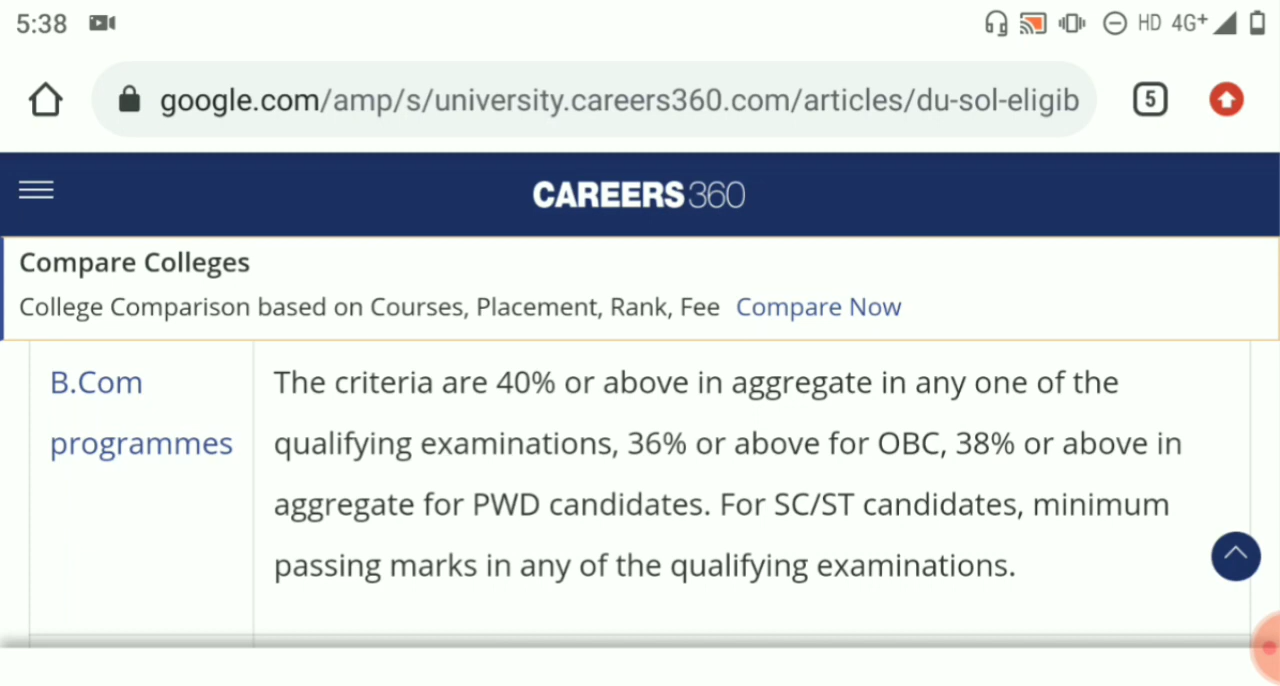 5:38 HD 4G+
google.com/amp/s/university.careers360.com/articles/du-sol-eligib 5
CAREERS360
Compare Colleges
College Comparison based on Courses, Placement, Rank, Fee Compare Now
B.Com The criteria are 40% or above in aggregate in any one of the
programmes qualifying examinations, 36% or above for OBC, 38% or above in
aggregate for PWD candidates. For SC/ST candidates, minimum
passing marks in any of the qualifying examinations.